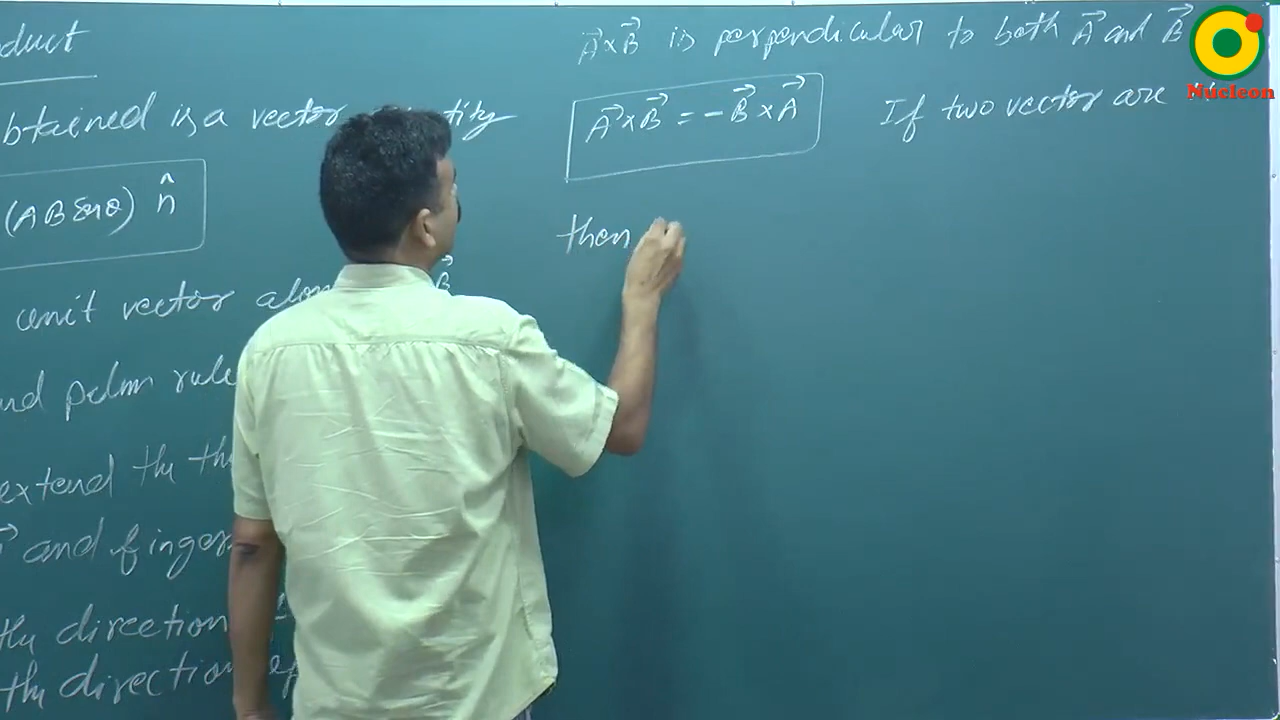 duct
btained is a vector
(AB Sinθ) n̂
unit vector
B⃗
nd palm rule
extend the
and fingers
the direction
the direction of
A⃗×B⃗ is perpendicular to both A⃗ and B⃗
A⃗×B⃗ = -B⃗×A⃗
If two vector are
then
Nucleon